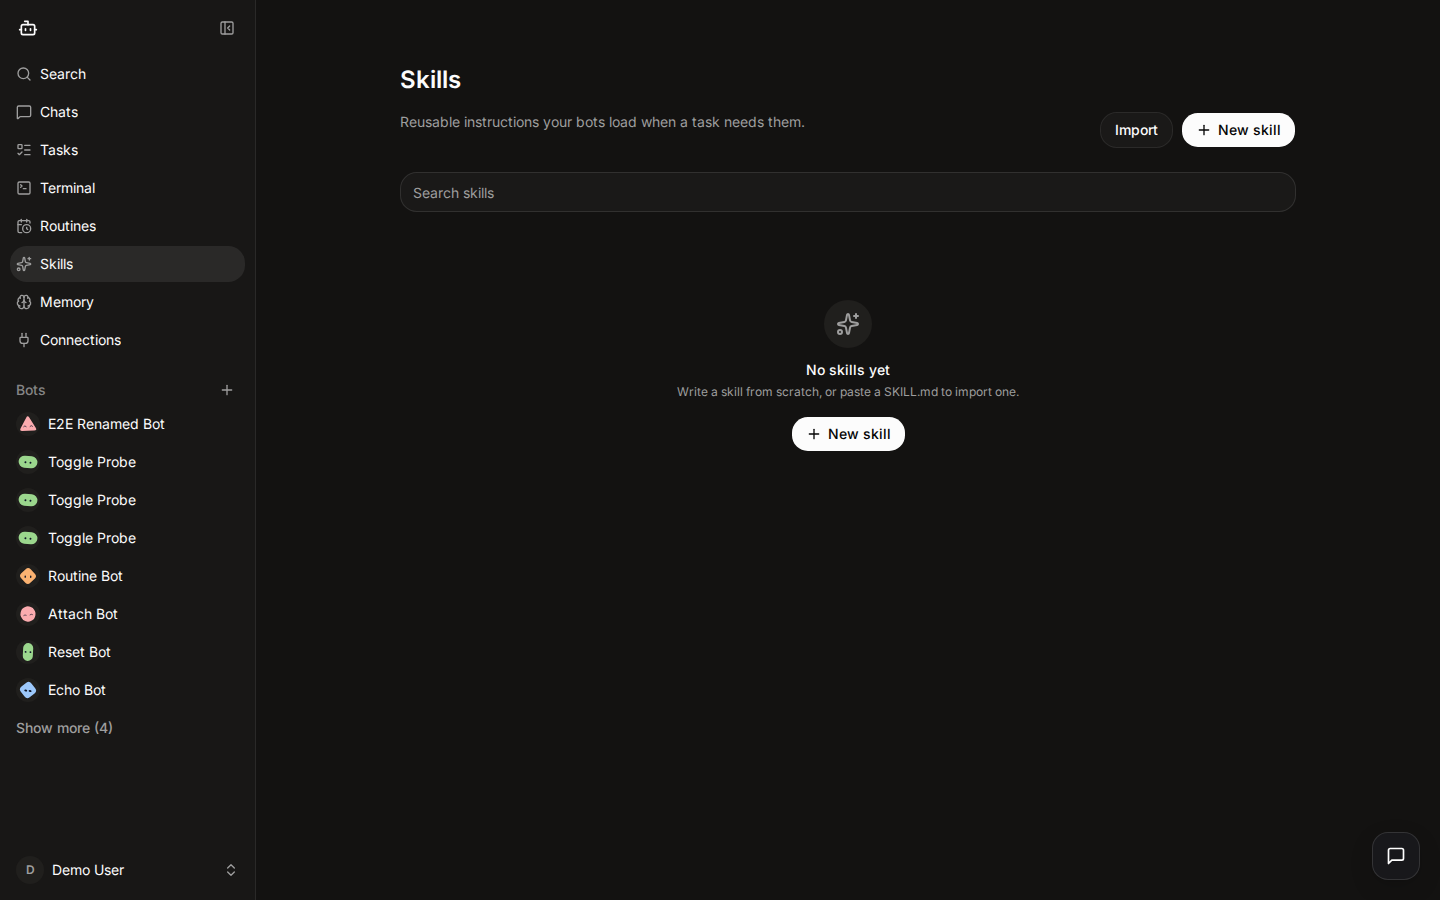 Search
Chats
Tasks
Terminal
Routines
Skills
Memory
Connections
Bots
E2E Renamed Bot
Toggle Probe
Toggle Probe
Toggle Probe
Routine Bot
Attach Bot
Reset Bot
Echo Bot
Show more (4)
D
Demo User
Skills
Reusable instructions your bots load when a task needs them.
Import
New skill
Search skills
No skills yet
Write a skill from scratch, or paste a SKILL.md to import one.
New skill